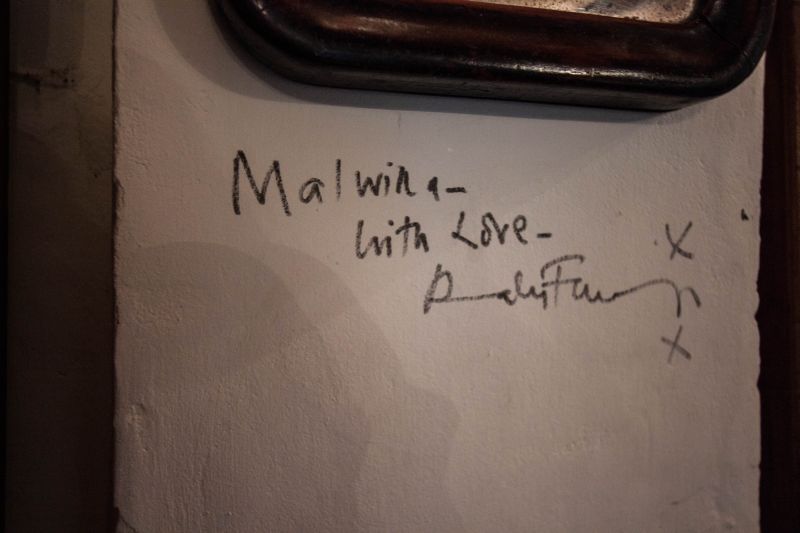 Malwina-
with Love-
x
x